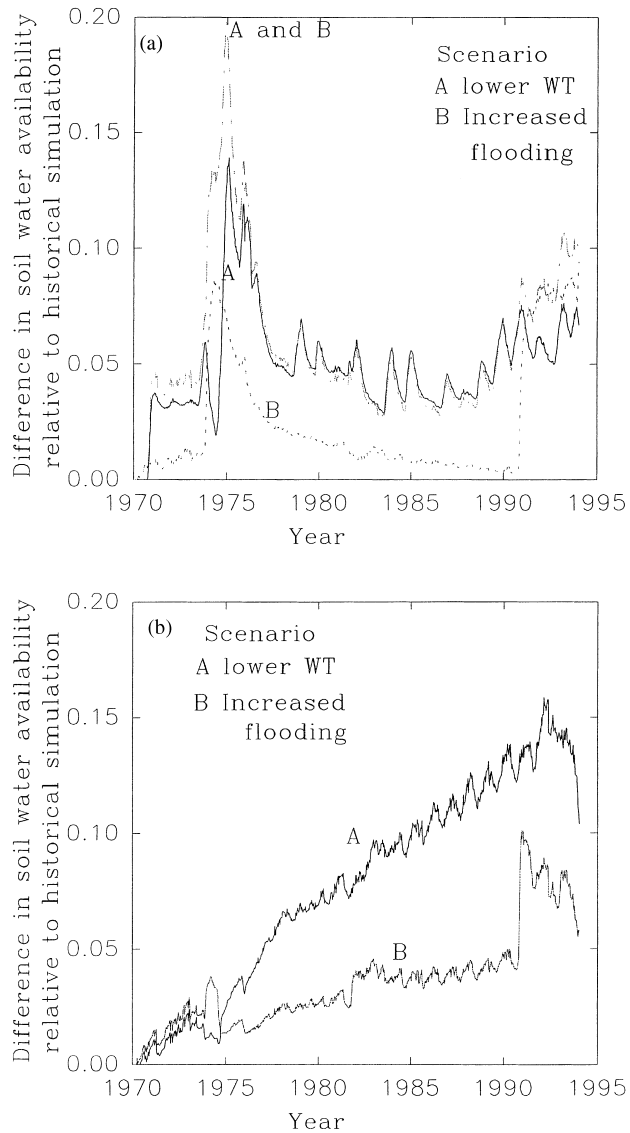 (a)
A and B
Scenario
A lower WT
B Increased
flooding
A
B
Difference in soil water availability
relative to historical simulation
0.20
0.15
0.10
0.05
0.00
1970 1975 1980 1985 1990 1995
Year
(b)
Scenario
A lower WT
B Increased
flooding
A
B
Difference in soil water availability
relative to historical simulation
0.20
0.15
0.10
0.05
0.00
1970 1975 1980 1985 1990 1995
Year